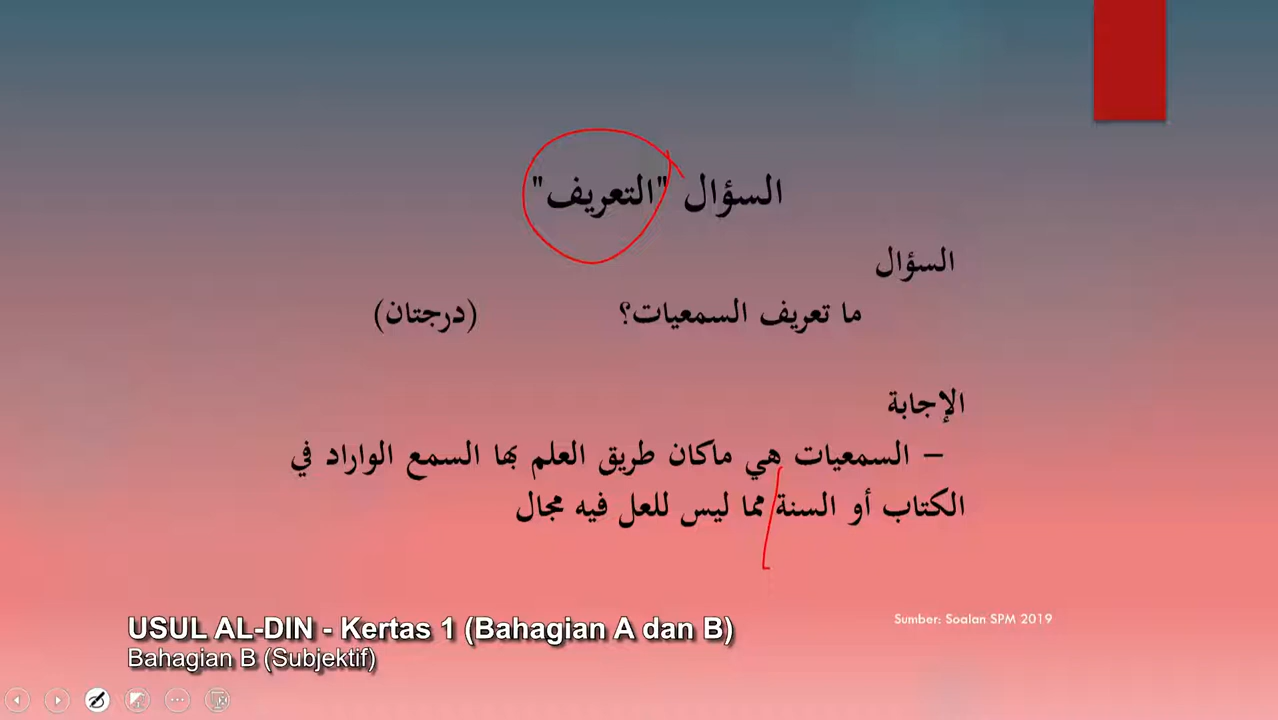 السؤال "التعريف"
السؤال
ما تعريف السمعيات؟ (درجتان)
الإجابة
– السمعيات هي ماكان طريق العلم بها السمع الواراد في
الكتاب أو السنة مما ليس للعل فيه مجال
Sumber: Soalan SPM 2019
USUL AL-DIN - Kertas 1 (Bahagian A dan B)
Bahagian B (Subjektif)